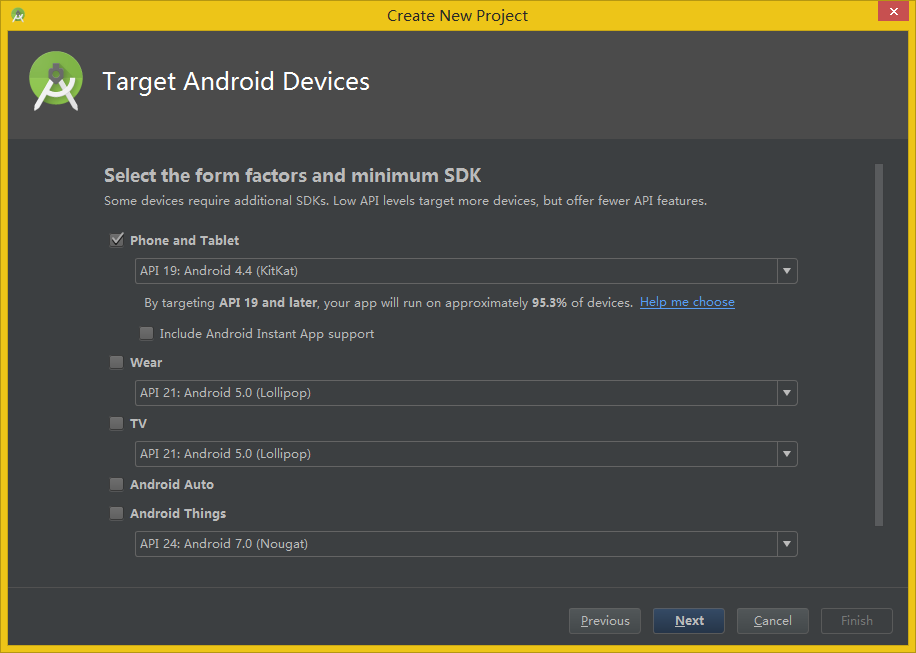 Create New Project
Target Android Devices
Select the form factors and minimum SDK
Some devices require additional SDKs. Low API levels target more devices, but offer fewer API features.
Phone and Tablet
API 19: Android 4.4 (KitKat)
By targeting API 19 and later, your app will run on approximately 95.3% of devices. Help me choose
Include Android Instant App support
Wear
API 21: Android 5.0 (Lollipop)
TV
API 21: Android 5.0 (Lollipop)
Android Auto
Android Things
API 24: Android 7.0 (Nougat)
Previous Next Cancel Finish